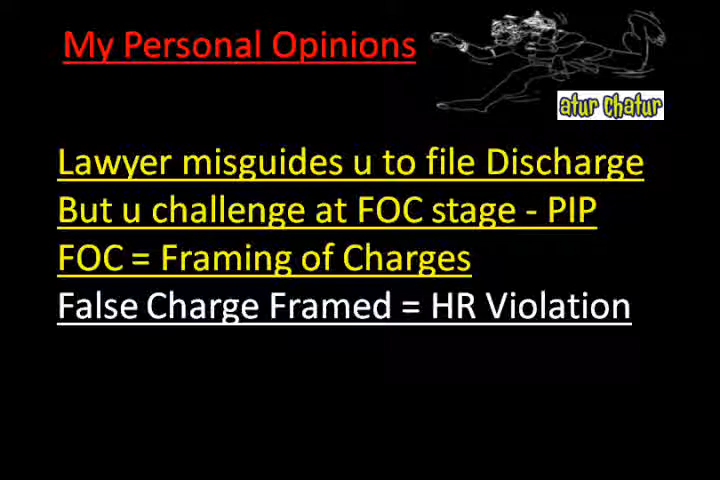 My Personal Opinions
atur chatur
Lawyer misguides u to file Discharge
But u challenge at FOC stage - PIP
FOC = Framing of Charges
False Charge Framed = HR Violation